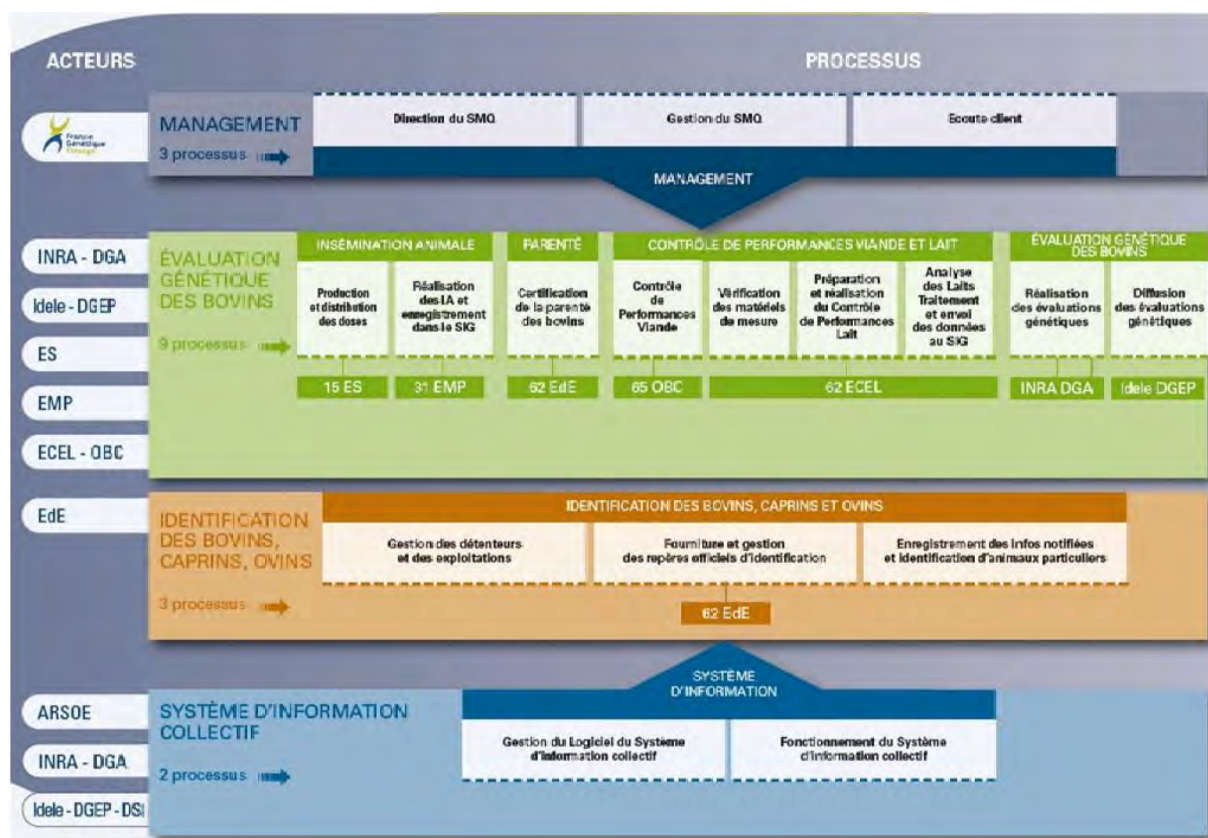 ACTEURS
PROCESSUS
France
Génétique
Elevage
MANAGEMENT
3 processus
Direction du SMQ
Gestion du SMQ
Ecoute client
MANAGEMENT
INRA - DGA
Idele - DGEP
ES
EMP
ECEL - OBC
ÉVALUATION
GÉNÉTIQUE
DES BOVINS
9 processus
INSÉMINATION ANIMALE
Production
et distribution
des doses
Réalisation
des IA et
enregistrement
dans le SIG
15 ES
31 EMP
PARENTÉ
Certification
de la parenté
des bovins
62 EdE
CONTRÔLE DE PERFORMANCES VIANDE ET LAIT
Contrôle
de
Performances
Viande
Vérification
des matériels
de mesure
Préparation
et réalisation
du Contrôle
de Performances
Lait
Analyse
des Laits
Traitement
et envoi
des données
au SIG
65 OBC
62 ECEL
ÉVALUATION GÉNÉTIQUE
DES BOVINS
Réalisation
des évaluations
génétiques
Diffusion
des évaluations
génétiques
INRA DGA
Idele DGEP
EdE
IDENTIFICATION
DES BOVINS,
CAPRINS, OVINS
3 processus
IDENTIFICATION DES BOVINS, CAPRINS ET OVINS
Gestion des détenteurs
et des exploitations
Fourniture et gestion
des repères officiels d'identification
Enregistrement des infos notifiées
et identification d'animaux particuliers
62 EdE
SYSTÈME
D'INFORMATION
ARSOE
INRA - DGA
Idele - DGEP - DSI
SYSTÈME D'INFORMATION
COLLECTIF
2 processus
Gestion du Logiciel du Système
d'information collectif
Fonctionnement du Système
d'information collectif